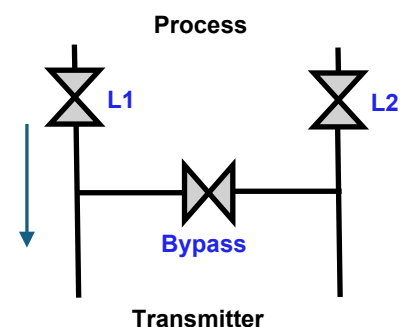 Process
L1
L2
Bypass
Transmitter